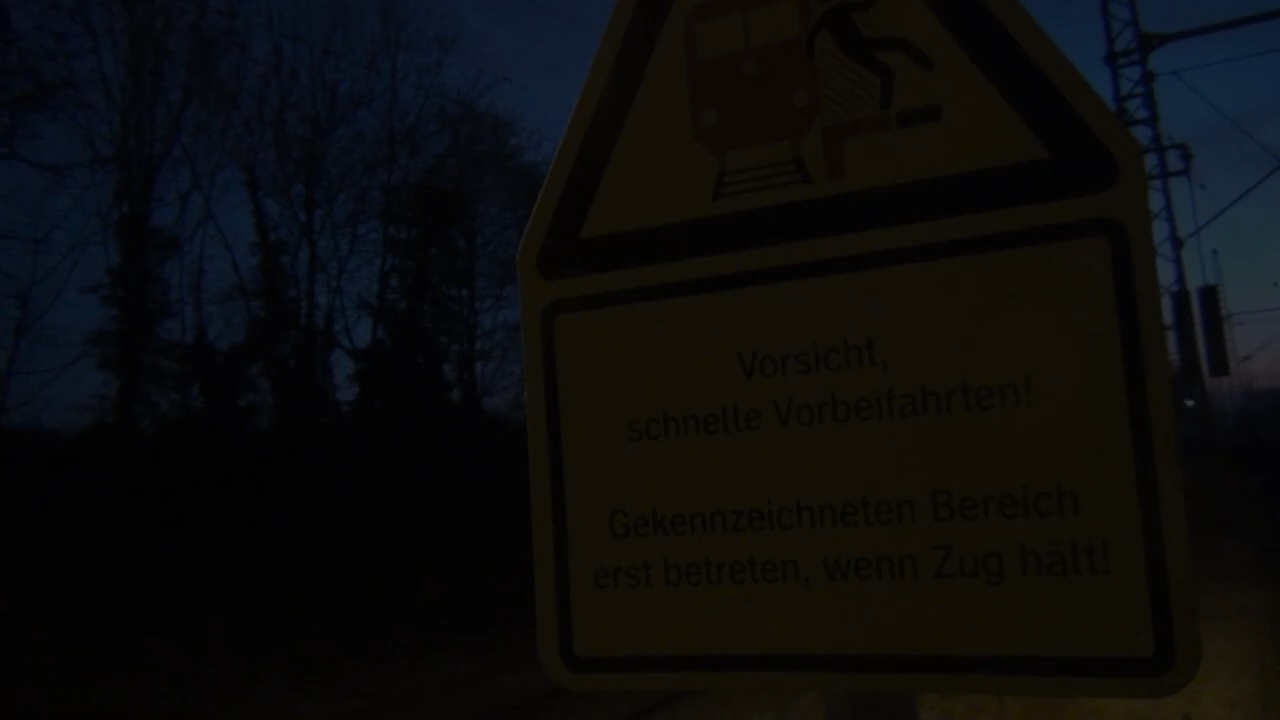 Vorsicht,
schnelle Vorbeifahrten!
Gekennzeichneten Bereich
erst betreten, wenn Zug hält!